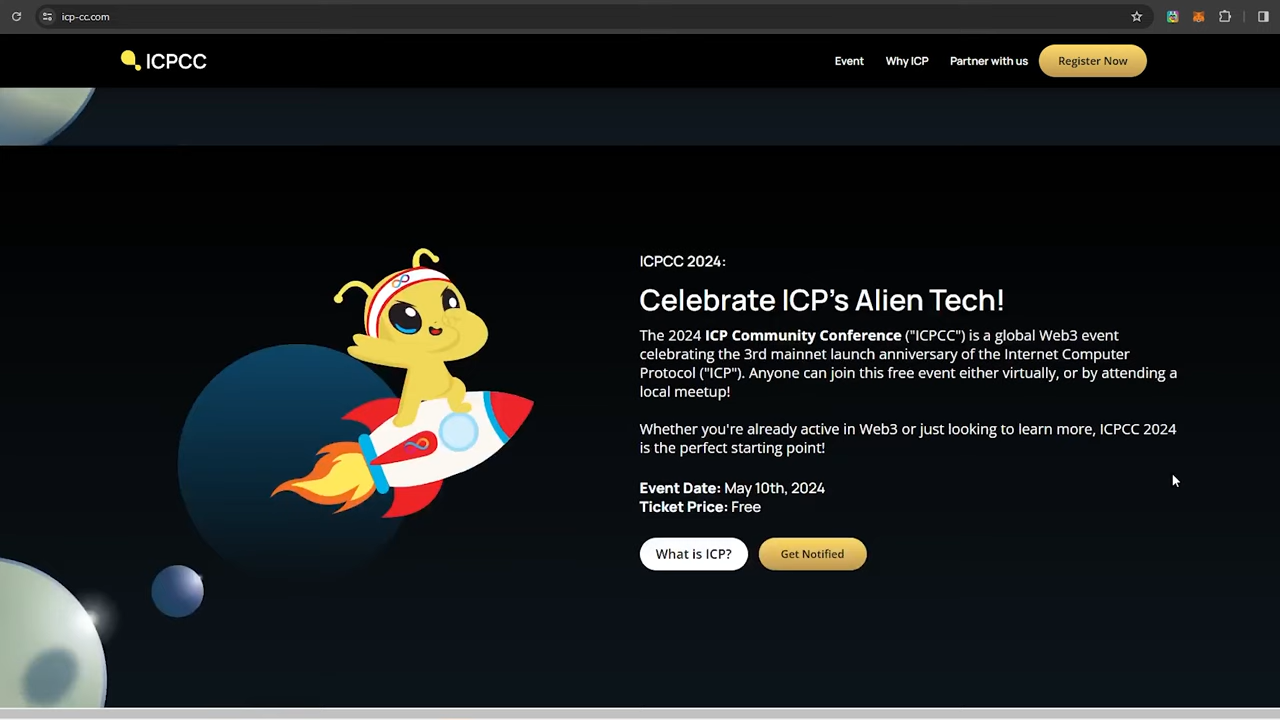 icp-cc.com
ICPCC
Event
Why ICP
Partner with us
Register Now
ICPCC 2024:
Celebrate ICP's Alien Tech!
The 2024 ICP Community Conference ("ICPCC") is a global Web3 event
celebrating the 3rd mainnet launch anniversary of the Internet Computer
Protocol ("ICP"). Anyone can join this free event either virtually, or by attending a
local meetup!
Whether you're already active in Web3 or just looking to learn more, ICPCC 2024
is the perfect starting point!
Event Date: May 10th, 2024
Ticket Price: Free
What is ICP?
Get Notified